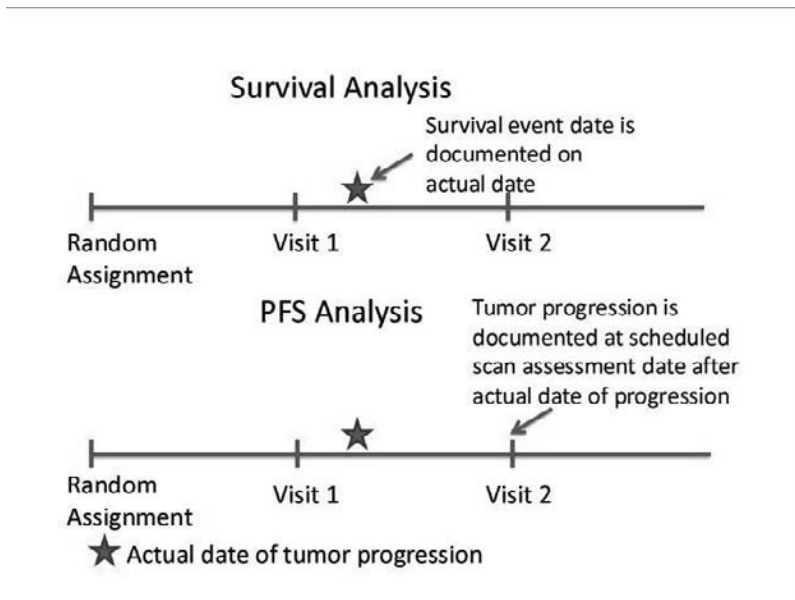 Survival Analysis
Survival event date is
documented on
actual date
Random
Assignment
Visit 1
Visit 2
PFS Analysis
Tumor progression is
documented at scheduled
scan assessment date after
actual date of progression
Random
Assignment
Visit 1
Visit 2
Actual date of tumor progression